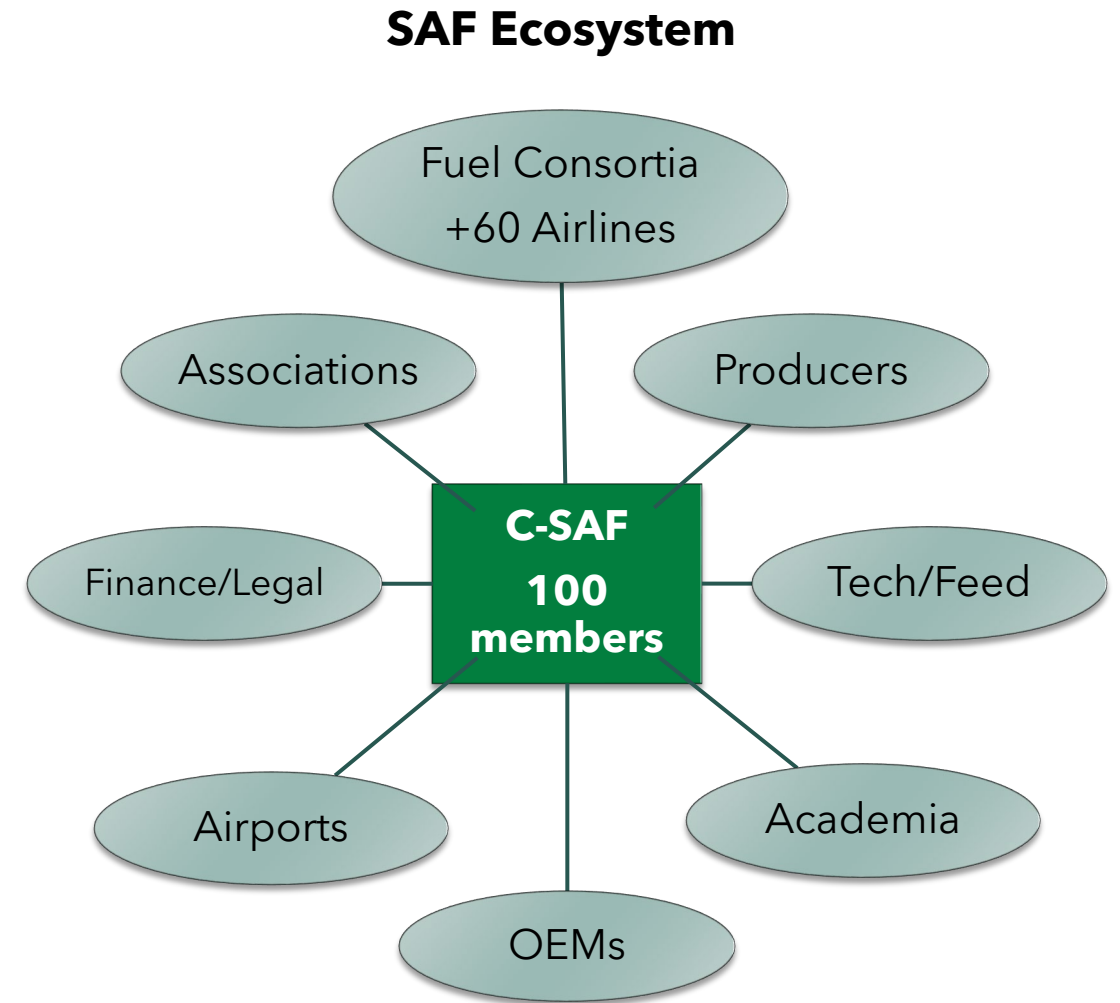 SAF Ecosystem
Fuel Consortia
+60 Airlines
Associations
Producers
C-SAF
100
members
Finance/Legal
Tech/Feed
Airports
Academia
OEMs